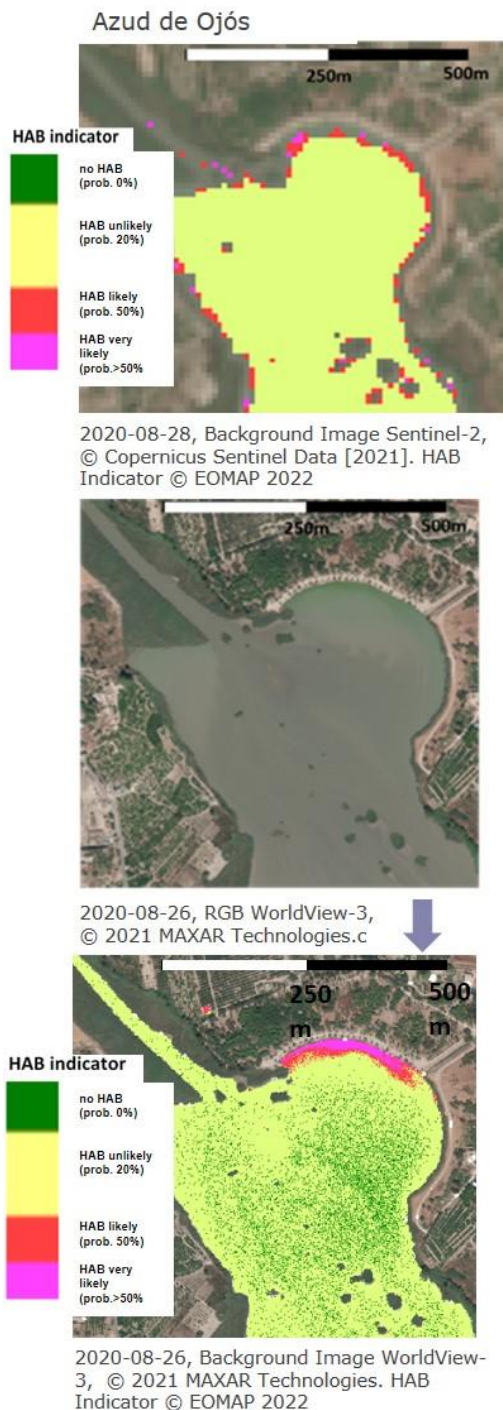 Azud de Ojós
250m
500m
HAB indicator
no HAB
(prob. 0%)
HAB unlikely
(prob. 20%)
HAB likely
(prob. 50%)
HAB very
likely
(prob.>50%
2020-08-28, Background Image Sentinel-2,
© Copernicus Sentinel Data [2021]. HAB
Indicator © EOMAP 2022
250m
500m
2020-08-26, RGB WorldView-3,
© 2021 MAXAR Technologies.c
250
m
500
m
HAB indicator
no HAB
(prob. 0%)
HAB unlikely
(prob. 20%)
HAB likely
(prob. 50%)
HAB very
likely
(prob.>50%
2020-08-26, Background Image WorldView-
3, © 2021 MAXAR Technologies. HAB
Indicator © EOMAP 2022